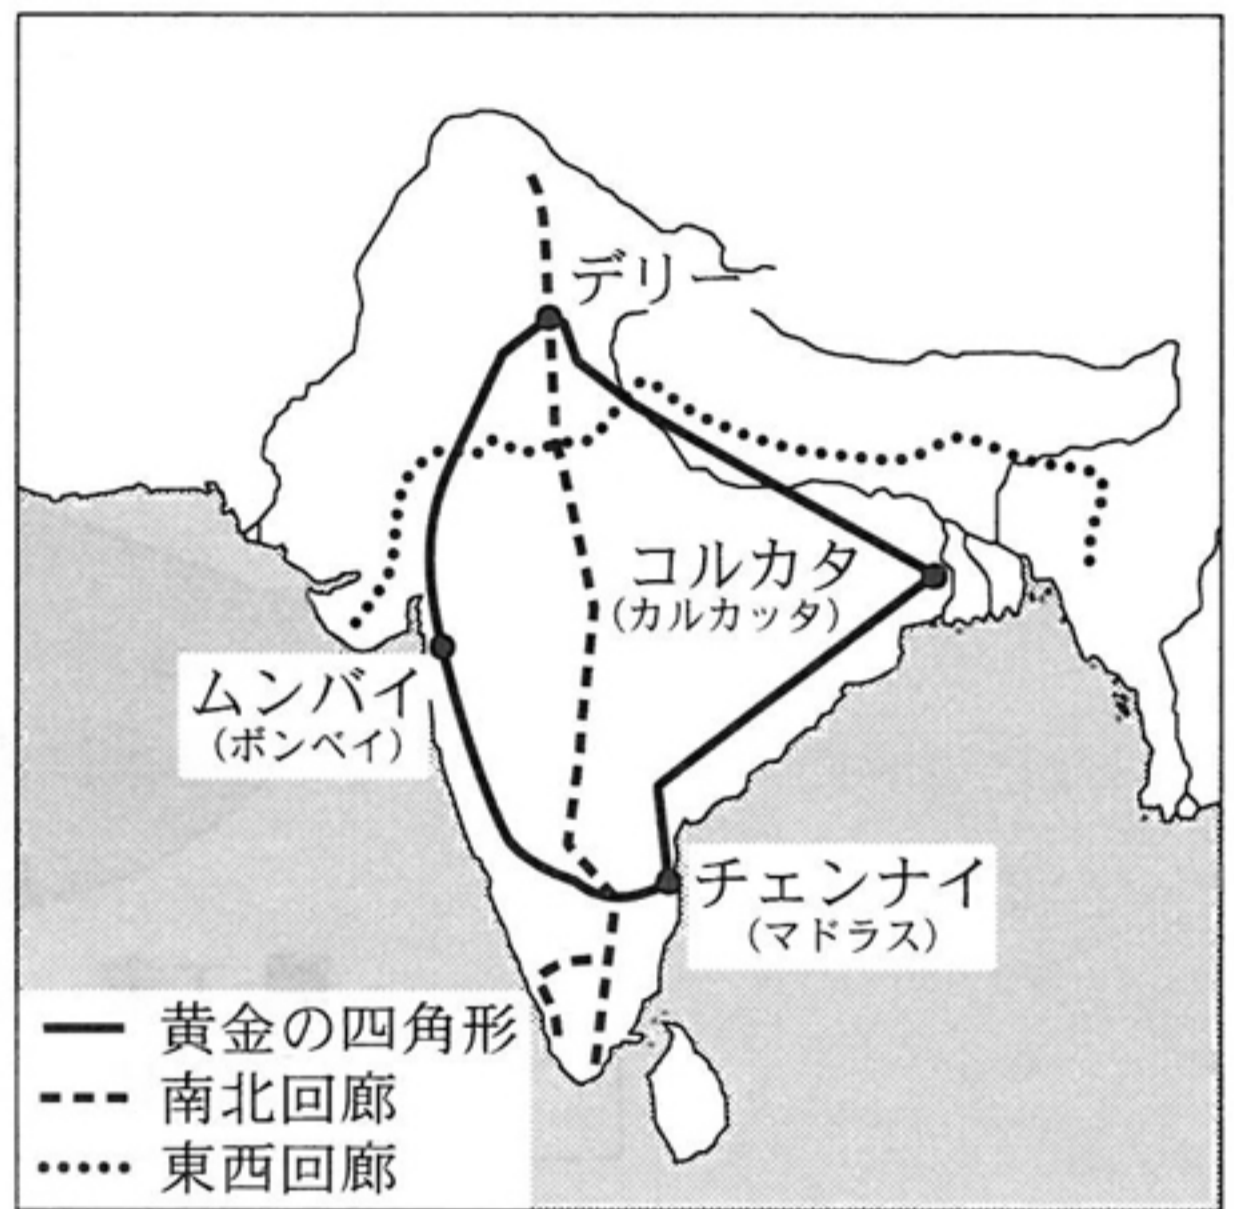 デリー
コルカタ
(カルカッタ)
ムンバイ
(ボンベイ)
チェンナイ
(マドラス)
黄金の四角形
南北回廊
東西回廊